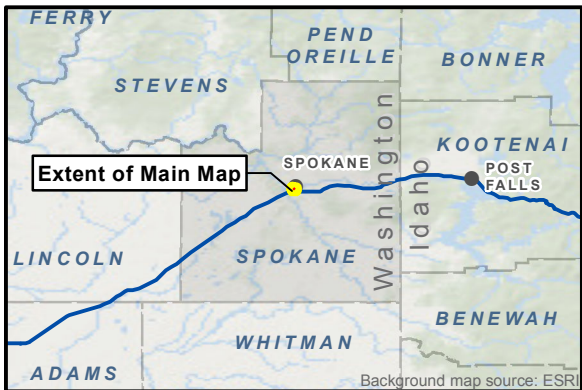 FERRY
PEND
OREILLE
BONNER
STEVENS
KOOTENAI
SPOKANE
POST
FALLS
Extent of Main Map
Washington
Idaho
LINCOLN
SPOKANE
BENEWAH
WHITMAN
ADAMS
Background map source: ESRI